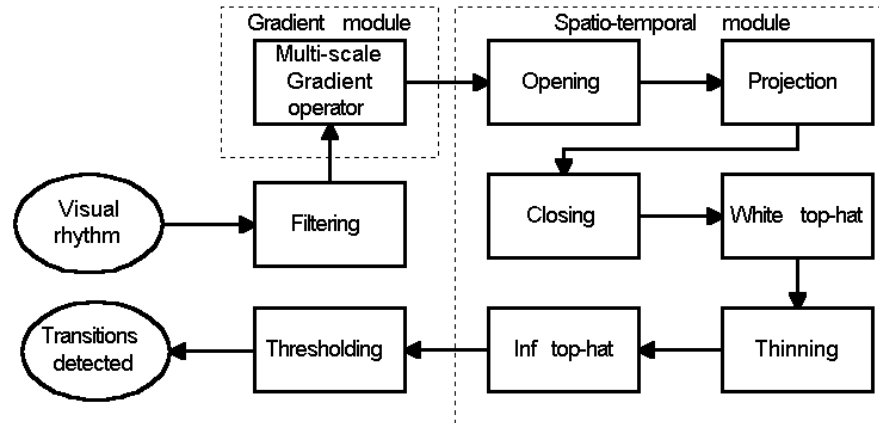 Gradient module
Spatio-temporal module
Multi-scale
Gradient
operator
Opening
Projection
Visual
rhythm
Filtering
Closing
White top-hat
Transitions
detected
Thresholding
Inf top-hat
Thinning